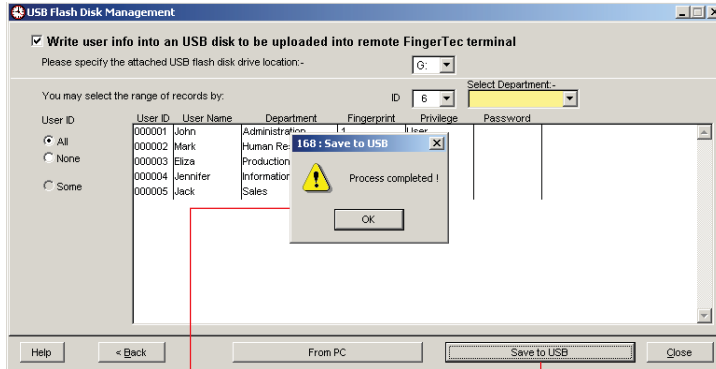 USB Flash Disk Management
Write user info into an USB disk to be uploaded into remote FingerTec terminal
Please specify the attached USB flash disk drive location:- G:
You may select the range of records by: ID 6 Select Department:-
User ID User ID User Name Department Fingerprint Privilege Password
All 000001 John Administration 1 User
None 000002 Mark Human Re
000003 Eliza Production
Some 000004 Jennifer Information
000005 Jack Sales
168 : Save to USB
Process completed !
OK
Help < Back From PC Save to USB Close